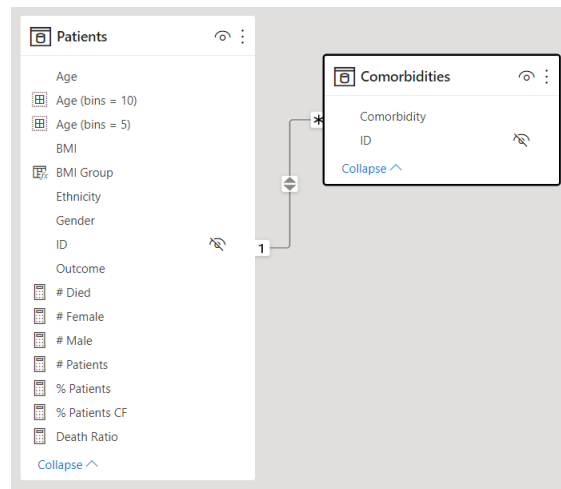 Patients
Age
Age (bins = 10)
Age (bins = 5)
BMI
BMI Group
Ethnicity
Gender
ID
Outcome
# Died
# Female
# Male
# Patients
% Patients
% Patients CF
Death Ratio
Collapse
1
*
Comorbidities
Comorbidity
ID
Collapse